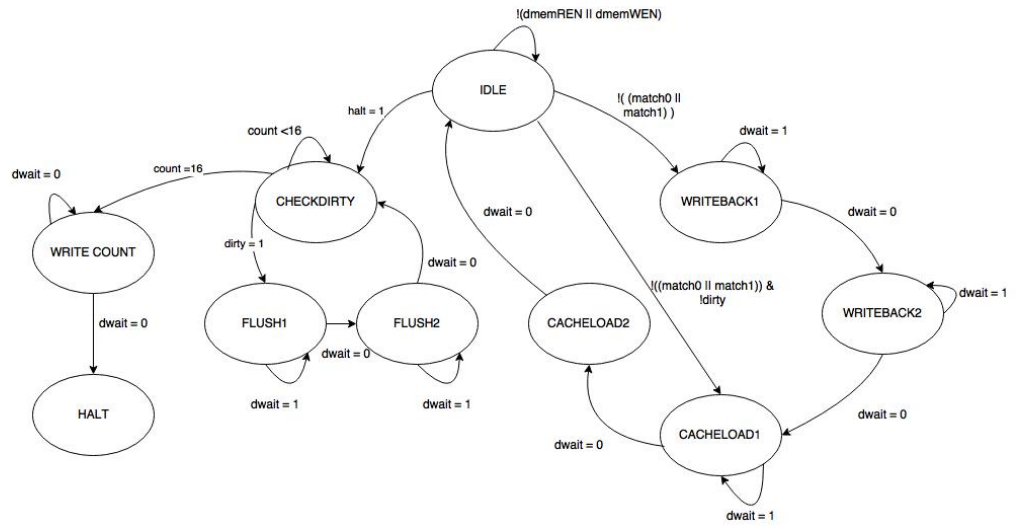 !(dmemREN || dmemWEN)
IDLE
halt = 1
!( (match0 ||
match1) )
count <16
dwait = 1
count =16
dwait = 0
CHECKDIRTY
WRITEBACK1
dwait = 0
dwait = 0
WRITE COUNT
dirty = 1
dwait = 0
!((match0 || match1)) &
!dirty
dwait = 1
WRITEBACK2
FLUSH1
FLUSH2
CACHELOAD2
dwait = 0
dwait = 0
dwait = 1
dwait = 1
HALT
dwait = 0
CACHELOAD1
dwait = 0
dwait = 1